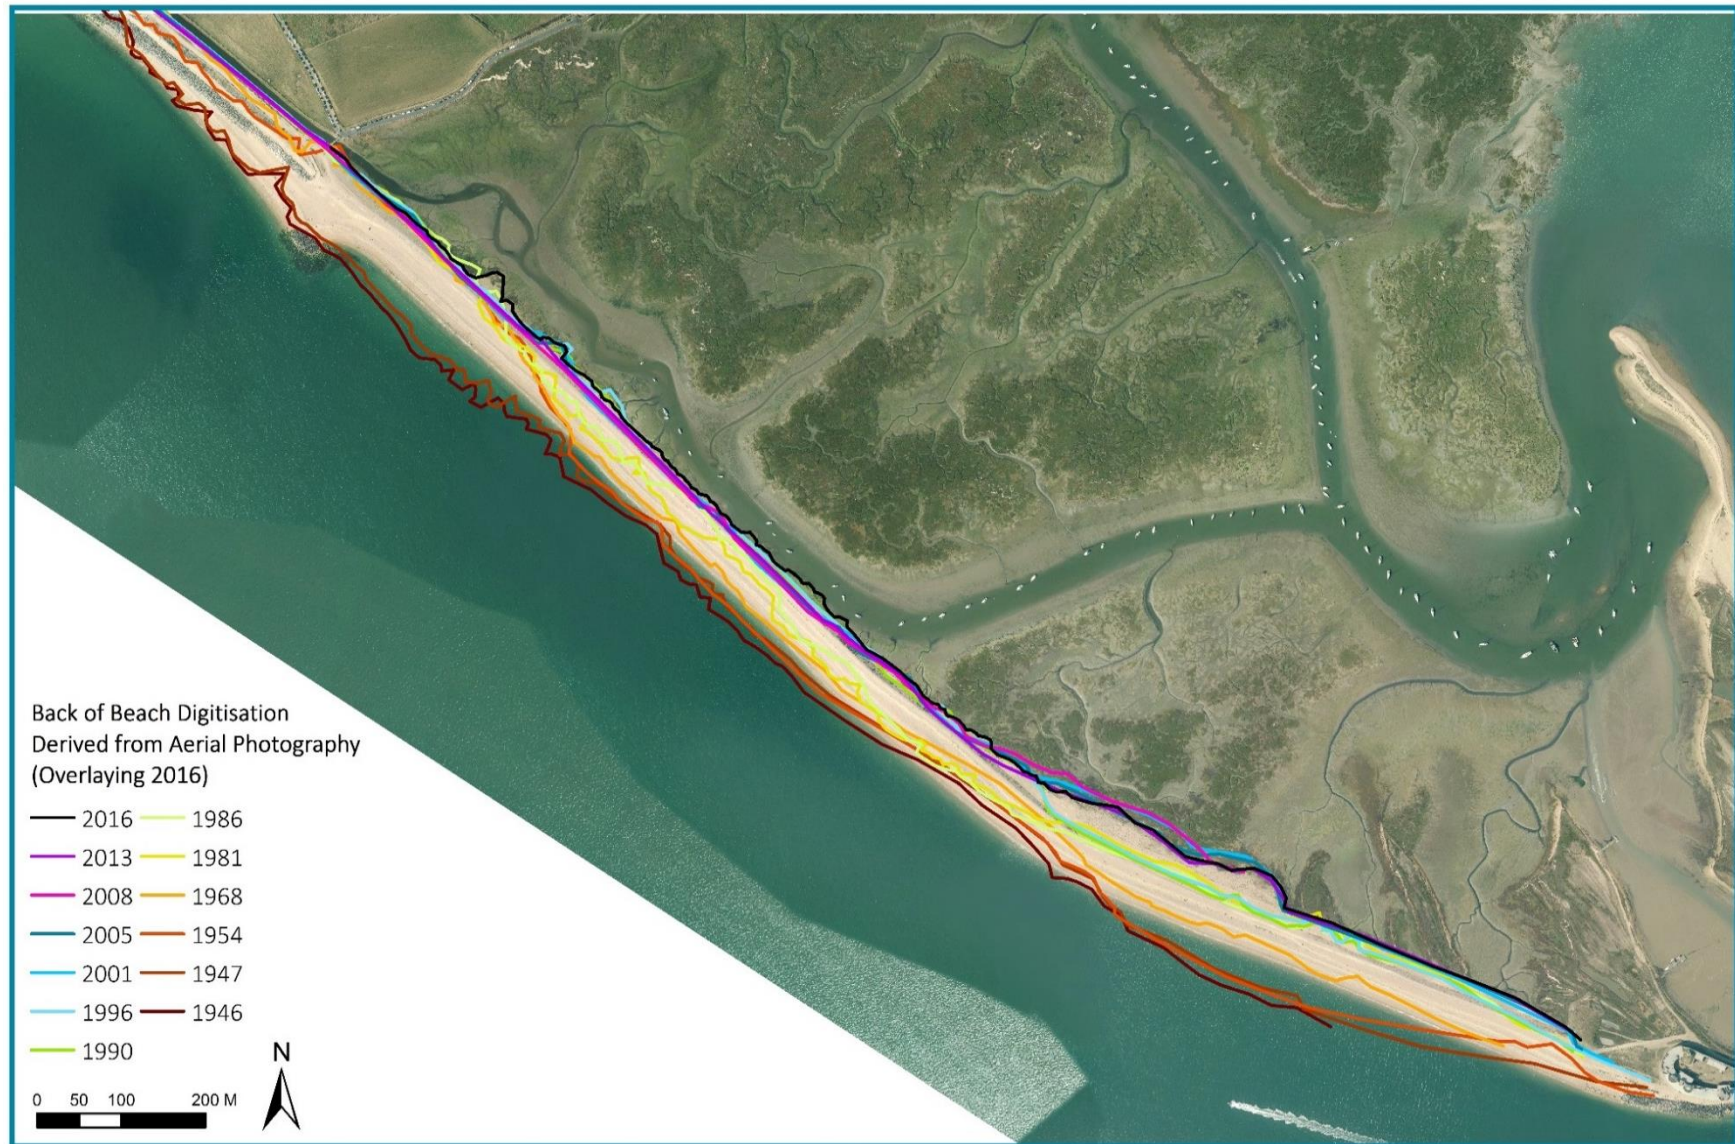 Back of Beach Digitisation
Derived from Aerial Photography
(Overlaying 2016)
2016 1986
2013 1981
2008 1968
2005 1954
2001 1947
1996 1946
1990
N
0 50 100 200 M